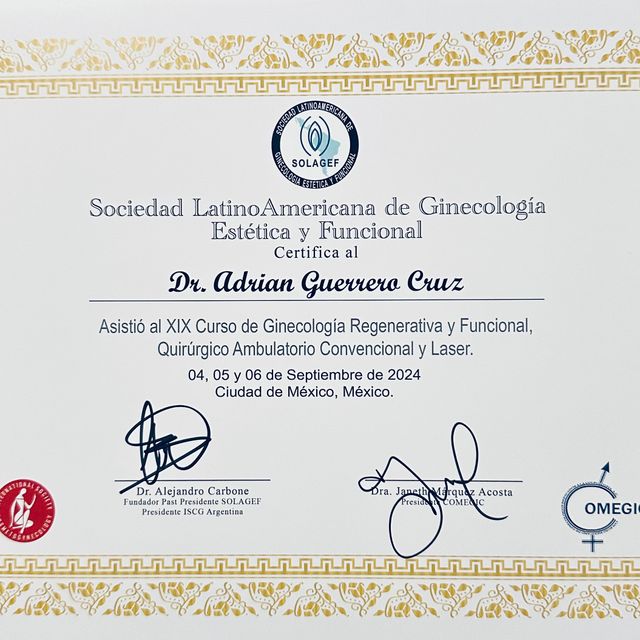 SOCIEDAD LATINOAMERICANA DE
SOLAGEF
GINECOLOGÍA ESTÉTICA Y FUNCIONAL
Sociedad LatinoAmericana de Ginecología
Estética y Funcional
Certifica al
Dr. Adrian Guerrero Cruz
Asistió al XIX Curso de Ginecología Regenerativa y Funcional,
Quirúrgico Ambulatorio Convencional y Laser.
04, 05 y 06 de Septiembre de 2024
Ciudad de México, México.
Dr. Alejandro Carbone
Fundador Past Presidente SOLAGEF
Presidente ISCG Argentina
Dra. Janeth Márquez Acosta
Presidente COMEGIC
OMEGIC